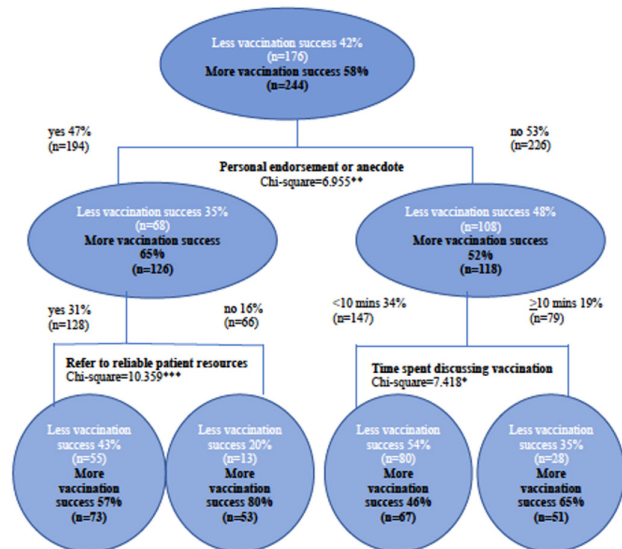 Less vaccination success 42%
(n=176)
More vaccination success 58%
(n=244)
yes 47%
(n=194)
no 53%
(n=226)
Personal endorsement or anecdote
Chi-square=6.955**
Less vaccination success 35%
(n=68)
More vaccination success
65%
(n=126)
Less vaccination success 48%
(n=108)
More vaccination success
52%
(n=118)
yes 31%
(n=128)
no 16%
(n=66)
<10 mins 34%
(n=147)
≥10 mins 19%
(n=79)
Refer to reliable patient resources
Chi-square=10.359***
Time spent discussing vaccination
Chi-square=7.418*
Less vaccination
success 43%
(n=55)
More
vaccination
success 57%
(n=73)
Less vaccination
success 20%
(n=13)
More
vaccination
success 80%
(n=53)
Less vaccination
success 54%
(n=80)
More
vaccination
success 46%
(n=67)
Less vaccination
success 35%
(n=28)
More
vaccination
success 65%
(n=51)